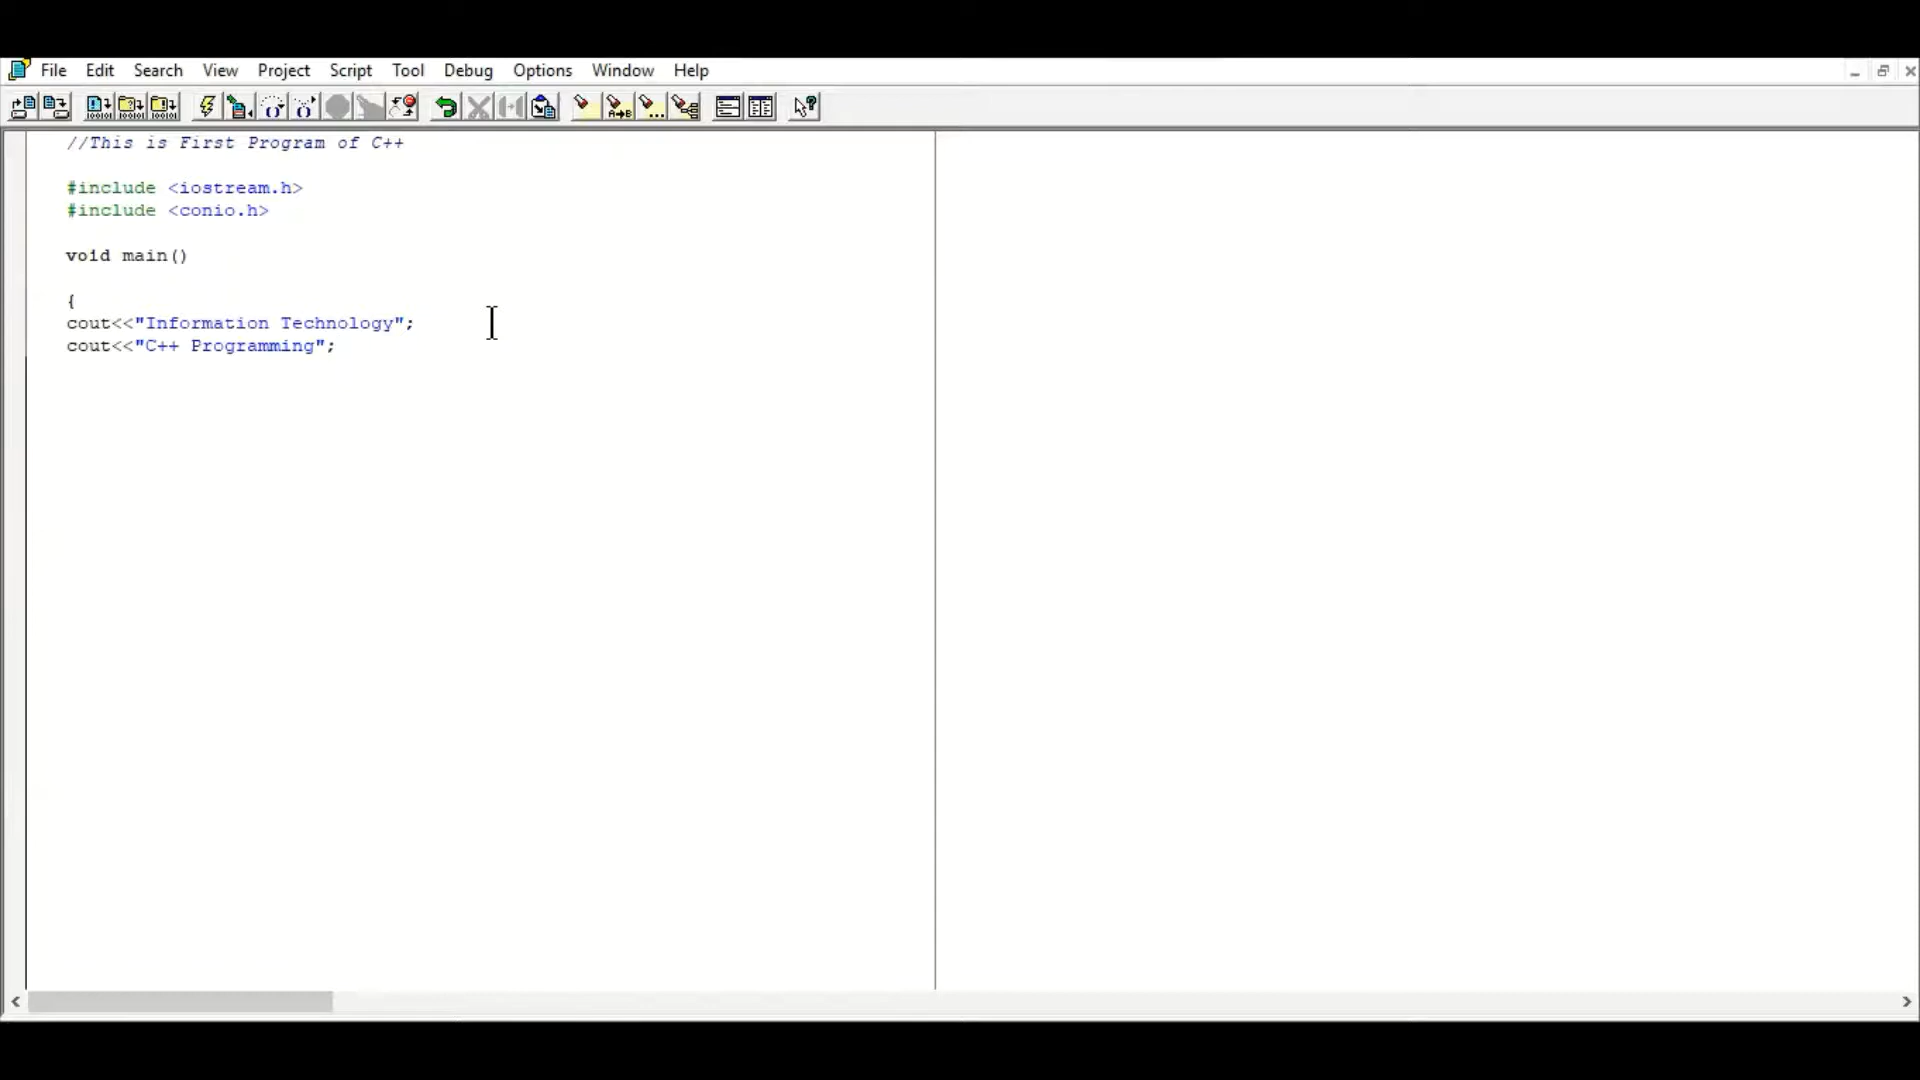 File Edit Search View Project Script Tool Debug Options Window Help
//This is First Program of C++
#include <iostream.h>
#include <conio.h>
void main()
{
cout<<"Information Technology";
cout<<"C++ Programming";